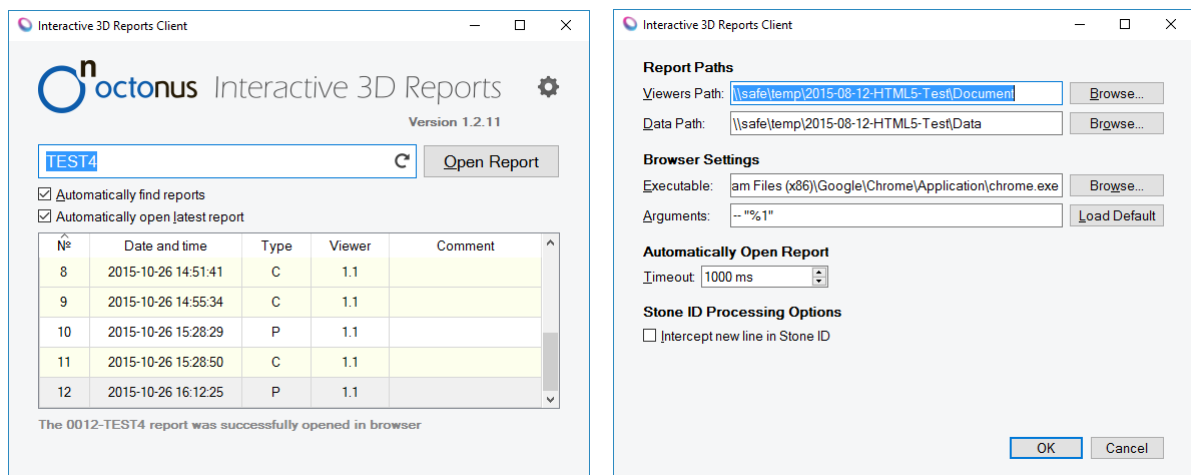 Interactive 3D Reports Client
On octonus Interactive 3D Reports
Version 1.2.11
TEST4 Open Report
Automatically find reports
Automatically open latest report
№ Date and time Type Viewer Comment
8 2015-10-26 14:51:41 C 1.1
9 2015-10-26 14:55:34 C 1.1
10 2015-10-26 15:28:29 P 1.1
11 2015-10-26 15:28:50 C 1.1
12 2015-10-26 16:12:25 P 1.1
The 0012-TEST4 report was successfully opened in browser
Interactive 3D Reports Client
Report Paths
Viewers Path: \\safe\temp\2015-08-12-HTML5-Test\Document Browse...
Data Path: \\safe\temp\2015-08-12-HTML5-Test\Data Browse...
Browser Settings
Executable: am Files (x86)\Google\Chrome\Application\chrome.exe Browse...
Arguments: -- "%1" Load Default
Automatically Open Report
Timeout: 1000 ms
Stone ID Processing Options
Intercept new line in Stone ID
OK Cancel